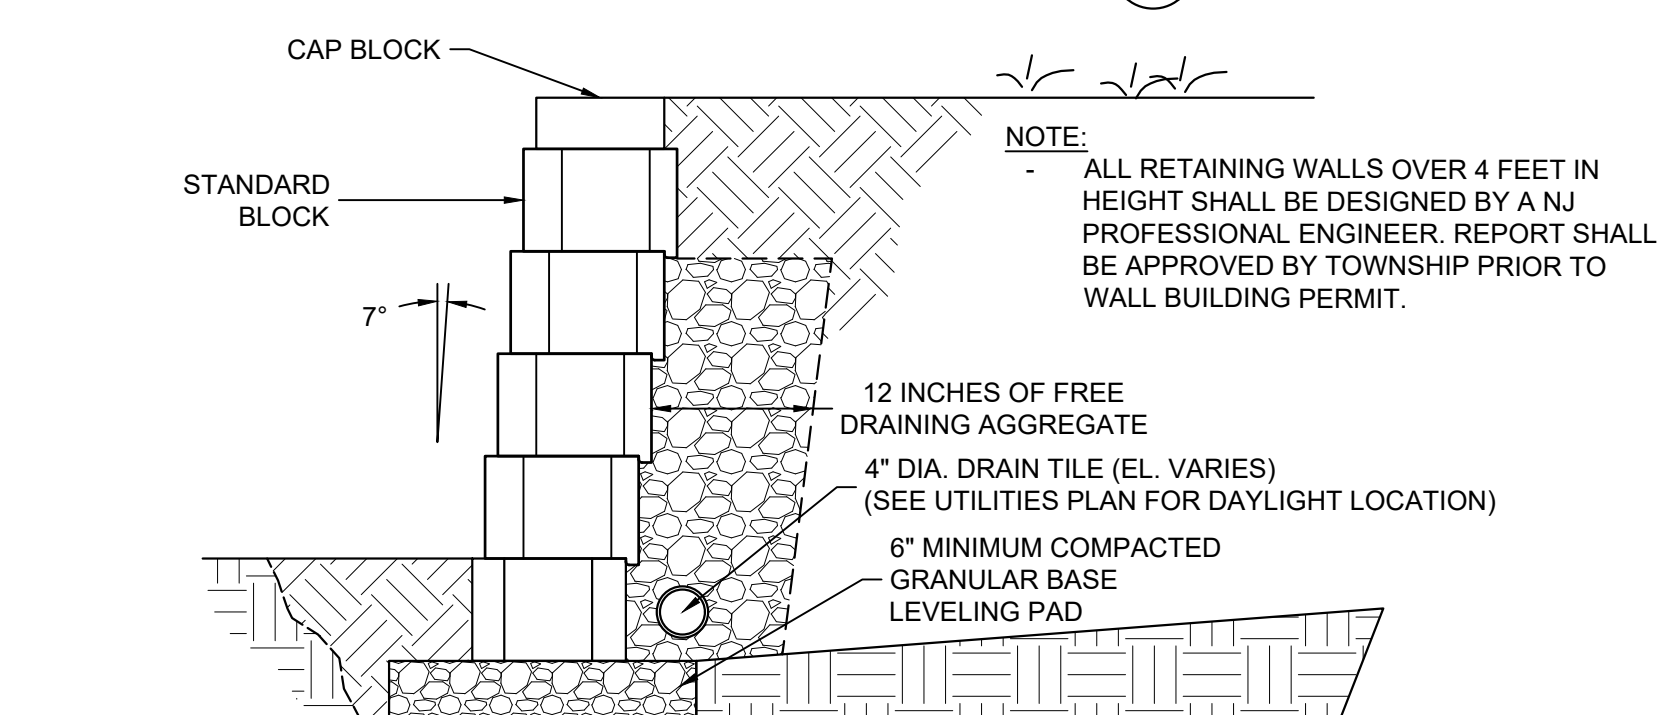 CAP BLOCK
STANDARD
BLOCK
7°
NOTE:
- ALL RETAINING WALLS OVER 4 FEET IN
HEIGHT SHALL BE DESIGNED BY A NJ
PROFESSIONAL ENGINEER. REPORT SHALL
BE APPROVED BY TOWNSHIP PRIOR TO
WALL BUILDING PERMIT.
12 INCHES OF FREE
DRAINING AGGREGATE
4" DIA. DRAIN TILE (EL. VARIES)
(SEE UTILITIES PLAN FOR DAYLIGHT LOCATION)
6" MINIMUM COMPACTED
GRANULAR BASE
LEVELING PAD